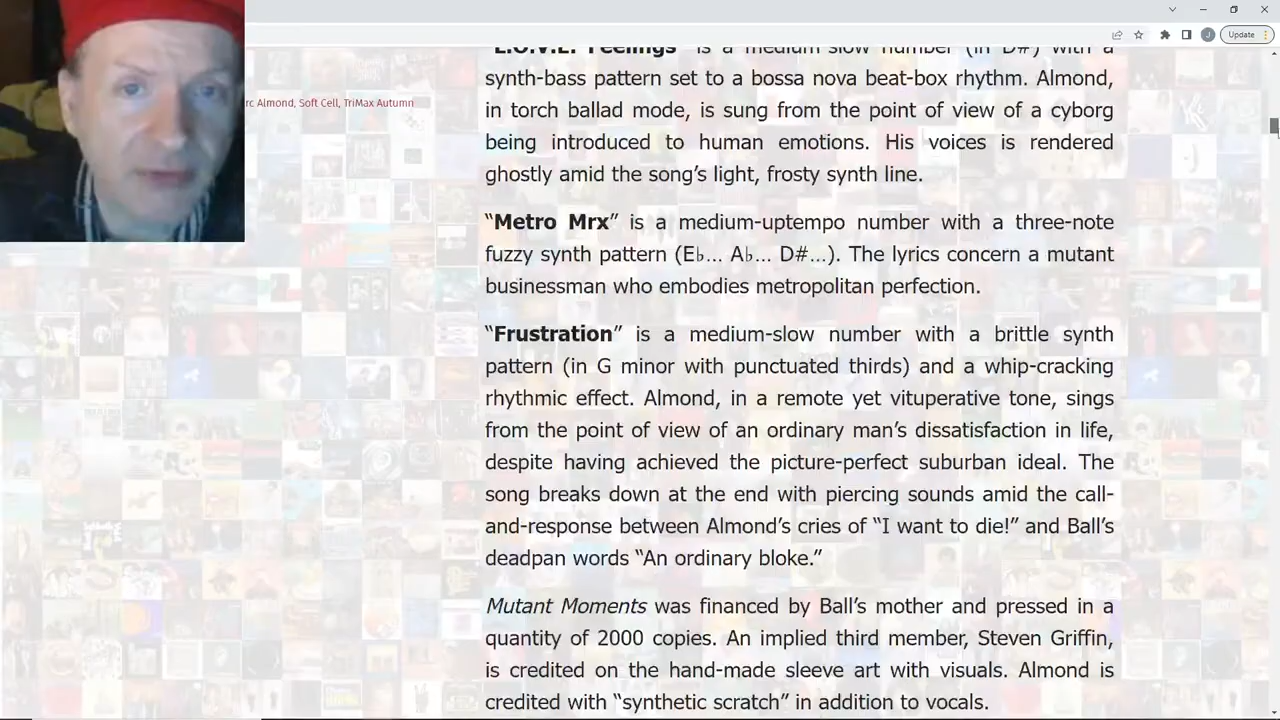 Update
rc Almond, Soft Cell, TriMax Autumn
"L.O.V.E. Feelings" is a medium-slow number (in D#) with a
synth-bass pattern set to a bossa nova beat-box rhythm. Almond,
in torch ballad mode, is sung from the point of view of a cyborg
being introduced to human emotions. His voices is rendered
ghostly amid the song's light, frosty synth line.
"Metro Mrx" is a medium-uptempo number with a three-note
fuzzy synth pattern (E♭... A♭... D#...). The lyrics concern a mutant
businessman who embodies metropolitan perfection.
"Frustration" is a medium-slow number with a brittle synth
pattern (in G minor with punctuated thirds) and a whip-cracking
rhythmic effect. Almond, in a remote yet vituperative tone, sings
from the point of view of an ordinary man's dissatisfaction in life,
despite having achieved the picture-perfect suburban ideal. The
song breaks down at the end with piercing sounds amid the call-
and-response between Almond's cries of "I want to die!" and Ball's
deadpan words "An ordinary bloke."
Mutant Moments was financed by Ball's mother and pressed in a
quantity of 2000 copies. An implied third member, Steven Griffin,
is credited on the hand-made sleeve art with visuals. Almond is
credited with "synthetic scratch" in addition to vocals.